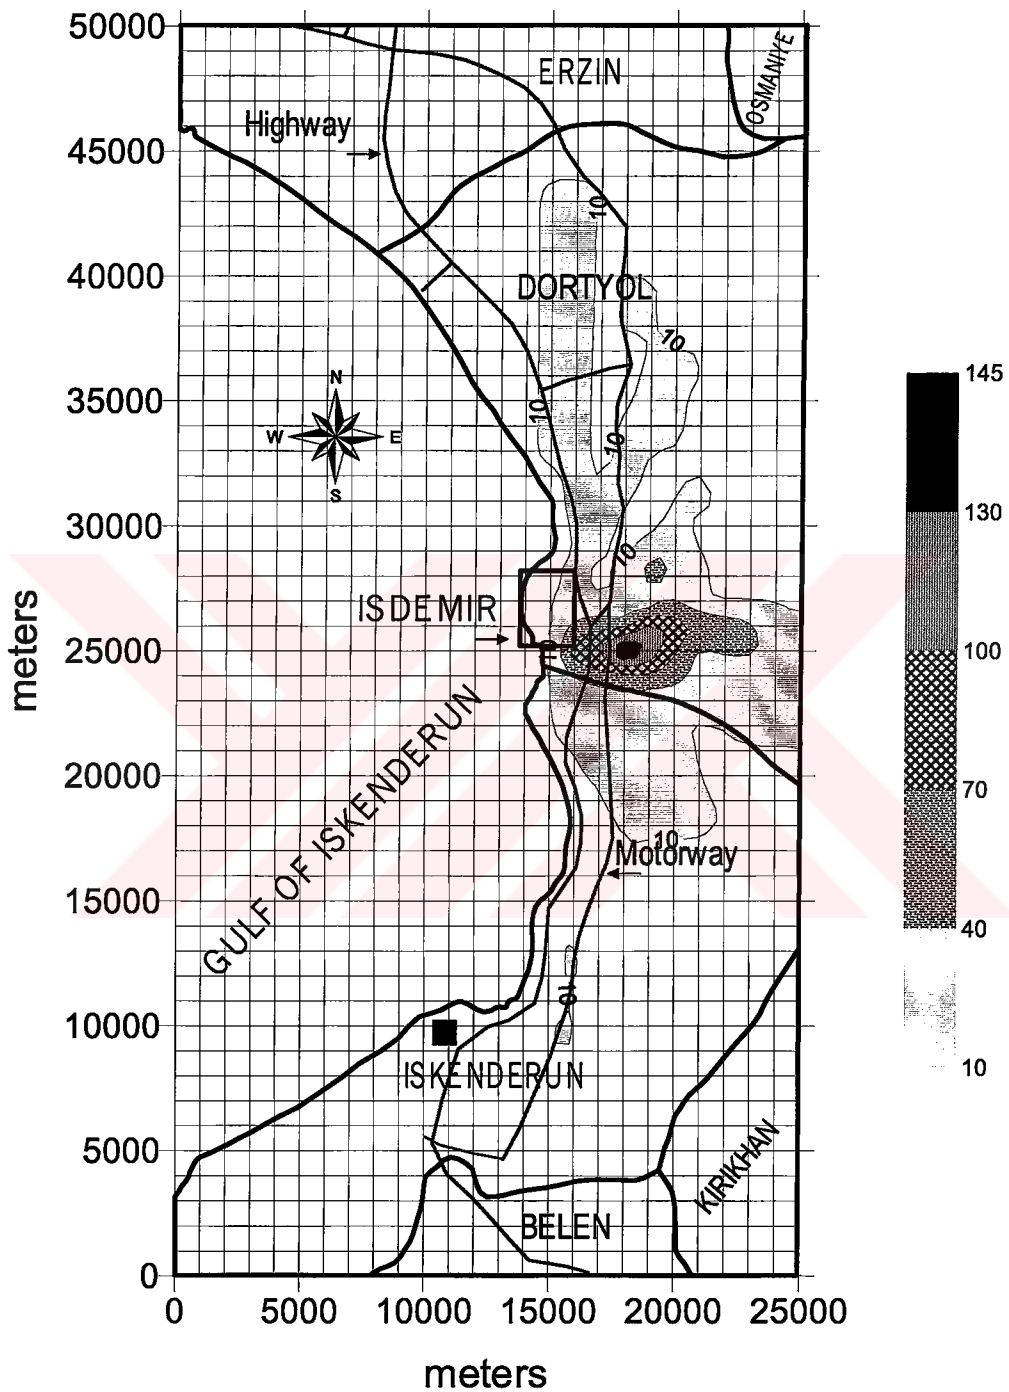 50000
45000
40000
35000
30000
25000
20000
15000
10000
5000
0
meters
0
5000
10000
15000
20000
25000
meters
ERZIN
OSMANIYE
Highway
10
DORTYOL
10
N
W
E
S
10
10
10
ISDEMIR
10
GULF OF ISKENDERUN
10
Motorway
10
ISKENDERUN
KIRIKHAN
BELEN
145
130
100
70
40
10